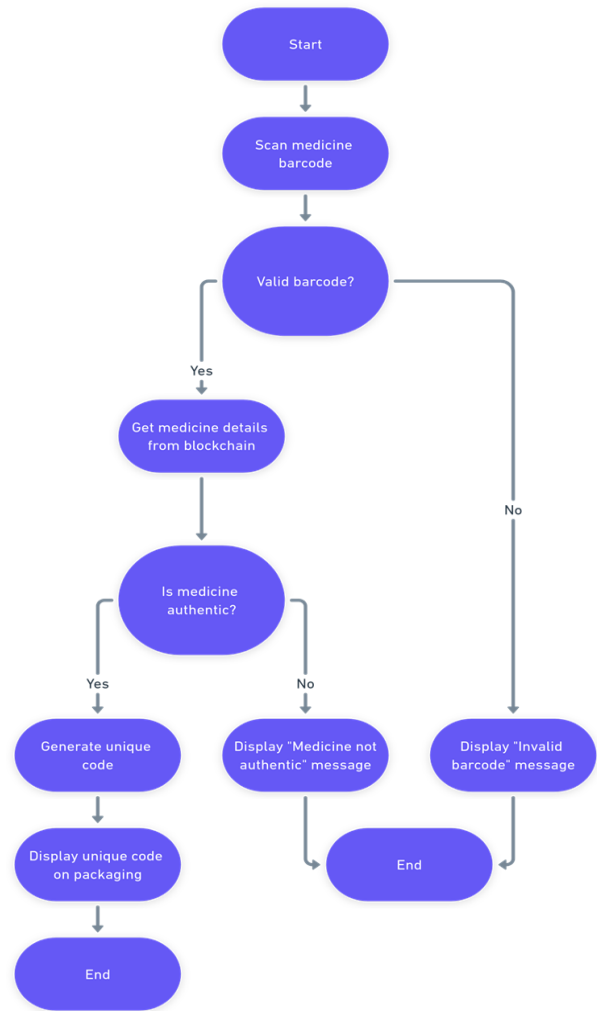 Start
Scan medicine
barcode
Valid barcode?
Yes
Get medicine details
from blockchain
No
Is medicine
authentic?
Yes
No
Generate unique
code
Display "Medicine not
authentic" message
Display "Invalid
barcode" message
Display unique code
on packaging
End
End